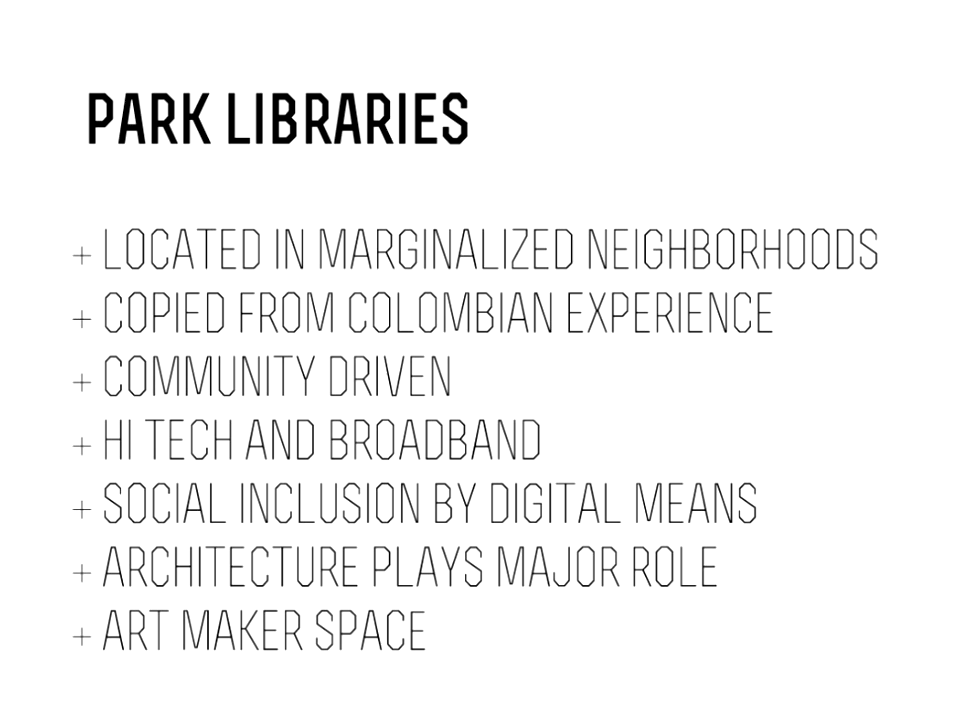 PARK LIBRARIES
+ LOCATED IN MARGINALIZED NEIGHBORHOODS
+ COPIED FROM COLOMBIAN EXPERIENCE
+ COMMUNITY DRIVEN
+ HI TECH AND BROADBAND
+ SOCIAL INCLUSION BY DIGITAL MEANS
+ ARCHITECTURE PLAYS MAJOR ROLE
+ ART MAKER SPACE